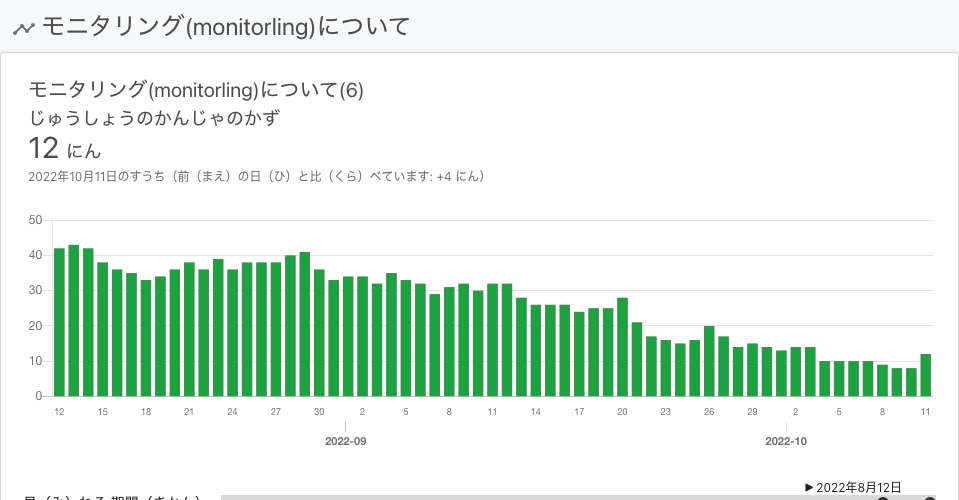 モニタリング(monitorling)について
モニタリング(monitorling)について(6)
じゅうしょうのかんじゃのかず
12 にん
2022年10月11日のすうち（前（まえ）の日（ひ）と比（くら）べています: +4 にん）
50
40
30
20
10
0
12 15 18 21 24 27 30 2 5 8 11 14 17 20 23 26 29 2 5 8 11
2022-09 2022-10
▶ 2022年8月12日